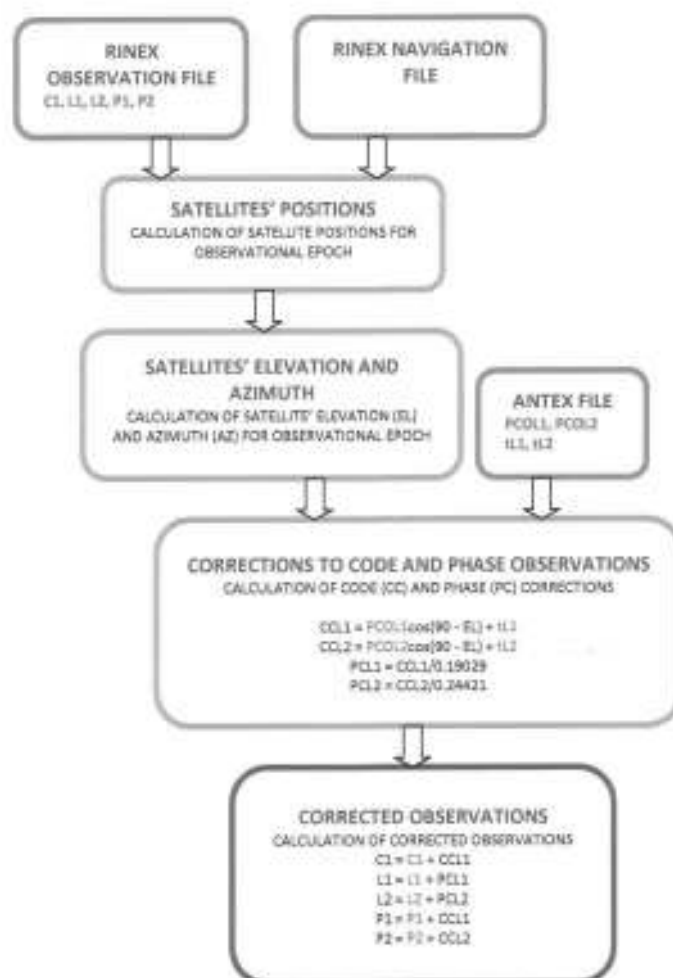 RINEX
OBSERVATION FILE
C1, L1, L2, P1, P2
RINEX NAVIGATION
FILE
SATELLITES' POSITIONS
CALCULATION OF SATELLITE POSITIONS FOR
OBSERVATIONAL EPOCH
SATELLITES' ELEVATION AND
AZIMUTH
CALCULATION OF SATELLITE' ELEVATION (EL)
AND AZIMUTH (AZ) FOR OBSERVATIONAL EPOCH
ANTEX FILE
PCOL1, PCOL2
tL1, tL2
CORRECTIONS TO CODE AND PHASE OBSERVATIONS
CALCULATION OF CODE (CC) AND PHASE (PC) CORRECTIONS
CCL1 = PCOL1cos(90 - EL) + tL1
CCL2 = PCOL2cos(90 - EL) + tL2
PCL1 = CCL1/0.19029
PCL2 = CCL2/0.24421
CORRECTED OBSERVATIONS
CALCULATION OF CORRECTED OBSERVATIONS
C1 = C1 + CCL1
L1 = L1 + PCL1
L2 = L2 + PCL2
P1 = P1 + CCL1
P2 = P2 + CCL2